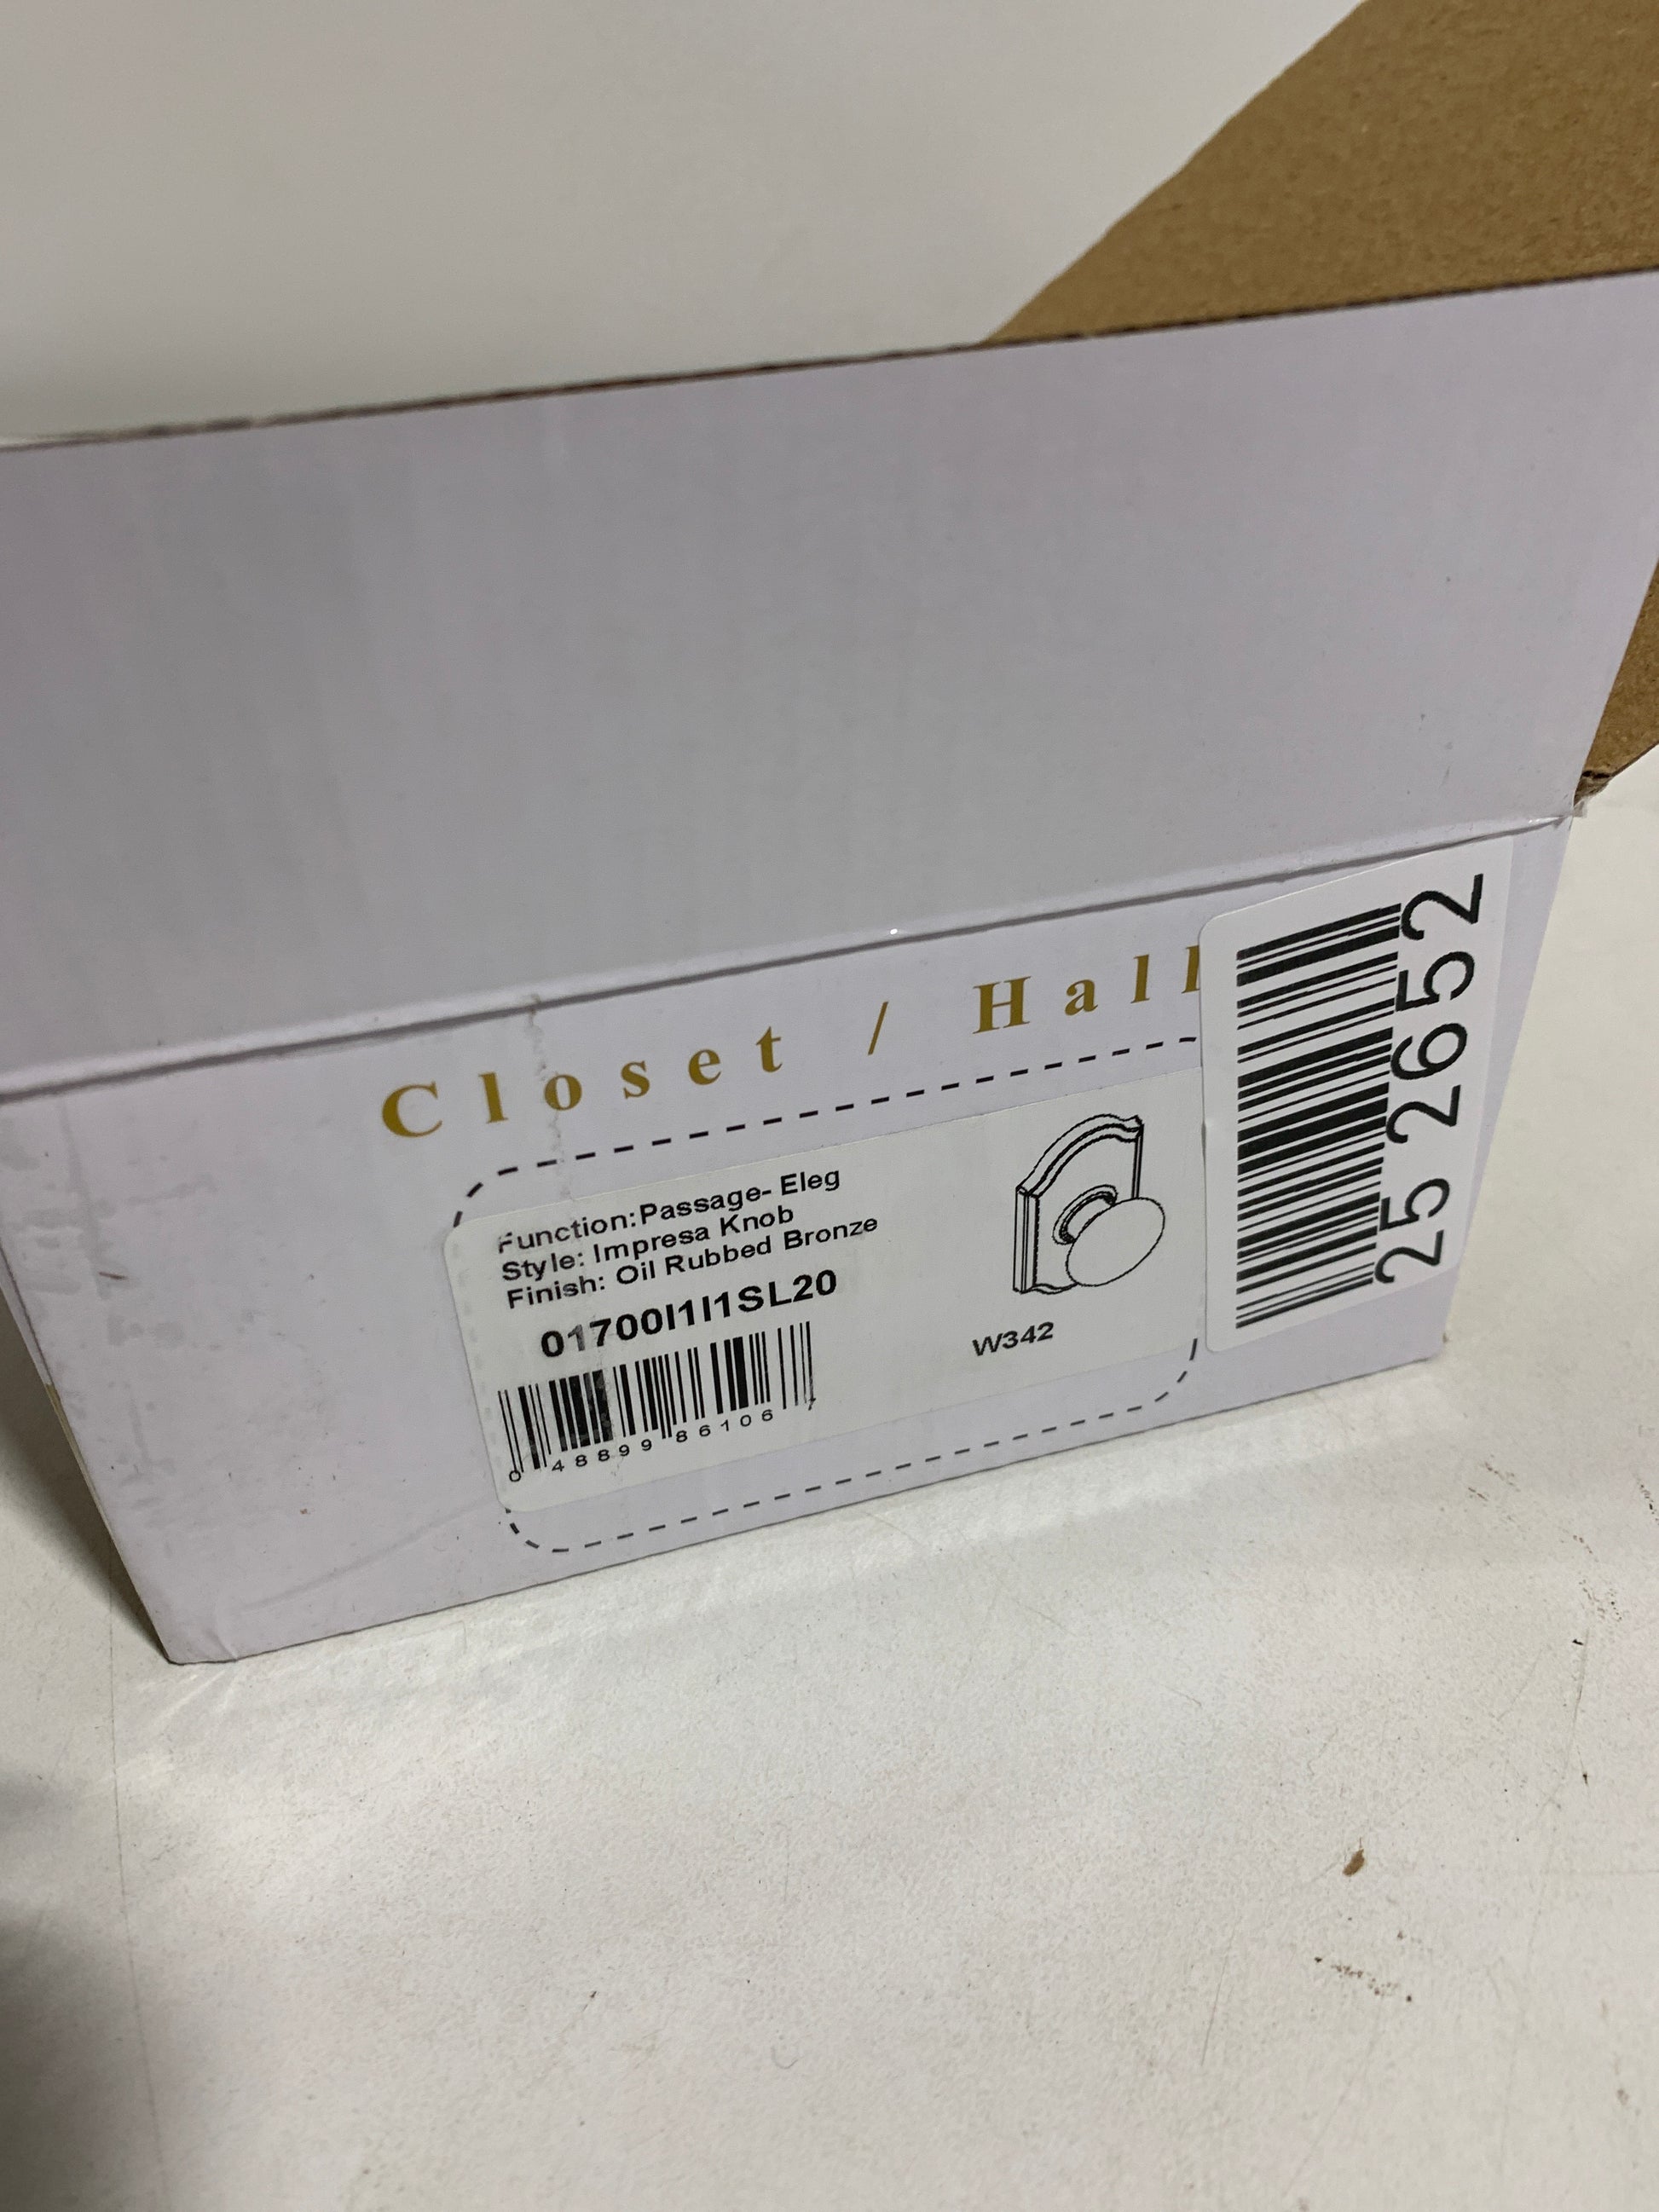 Closet / Hall
Function:Passage- Eleg
Style: Impresa Knob
Finish: Oil Rubbed Bronze
01700I1I1SL20
0 48899 86106 7
W342
25 2652